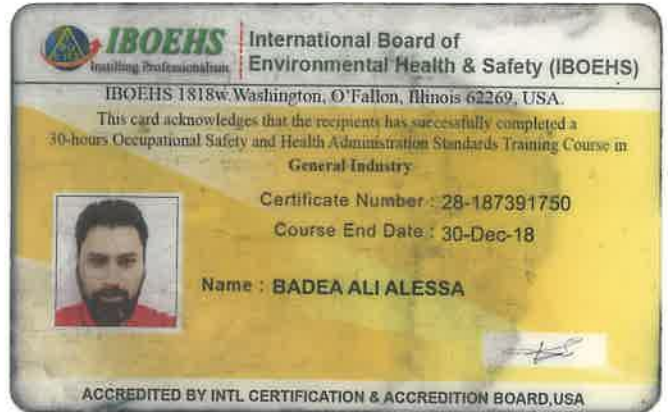 IBOEHS
Instilling Professionalism
International Board of
Environmental Health & Safety (IBOEHS)
IBOEHS 1818w.Washington, O'Fallon, Illinois 62269, USA.
This card acknowledges that the recipients has successfully completed a
30-hours Occupational Safety and Health Administration Standards Training Course in
General Industry
Certificate Number : 28-187391750
Course End Date : 30-Dec-18
Name : BADEA ALI ALESSA
ACCREDITED BY INTL CERTIFICATION & ACCREDITION BOARD,USA